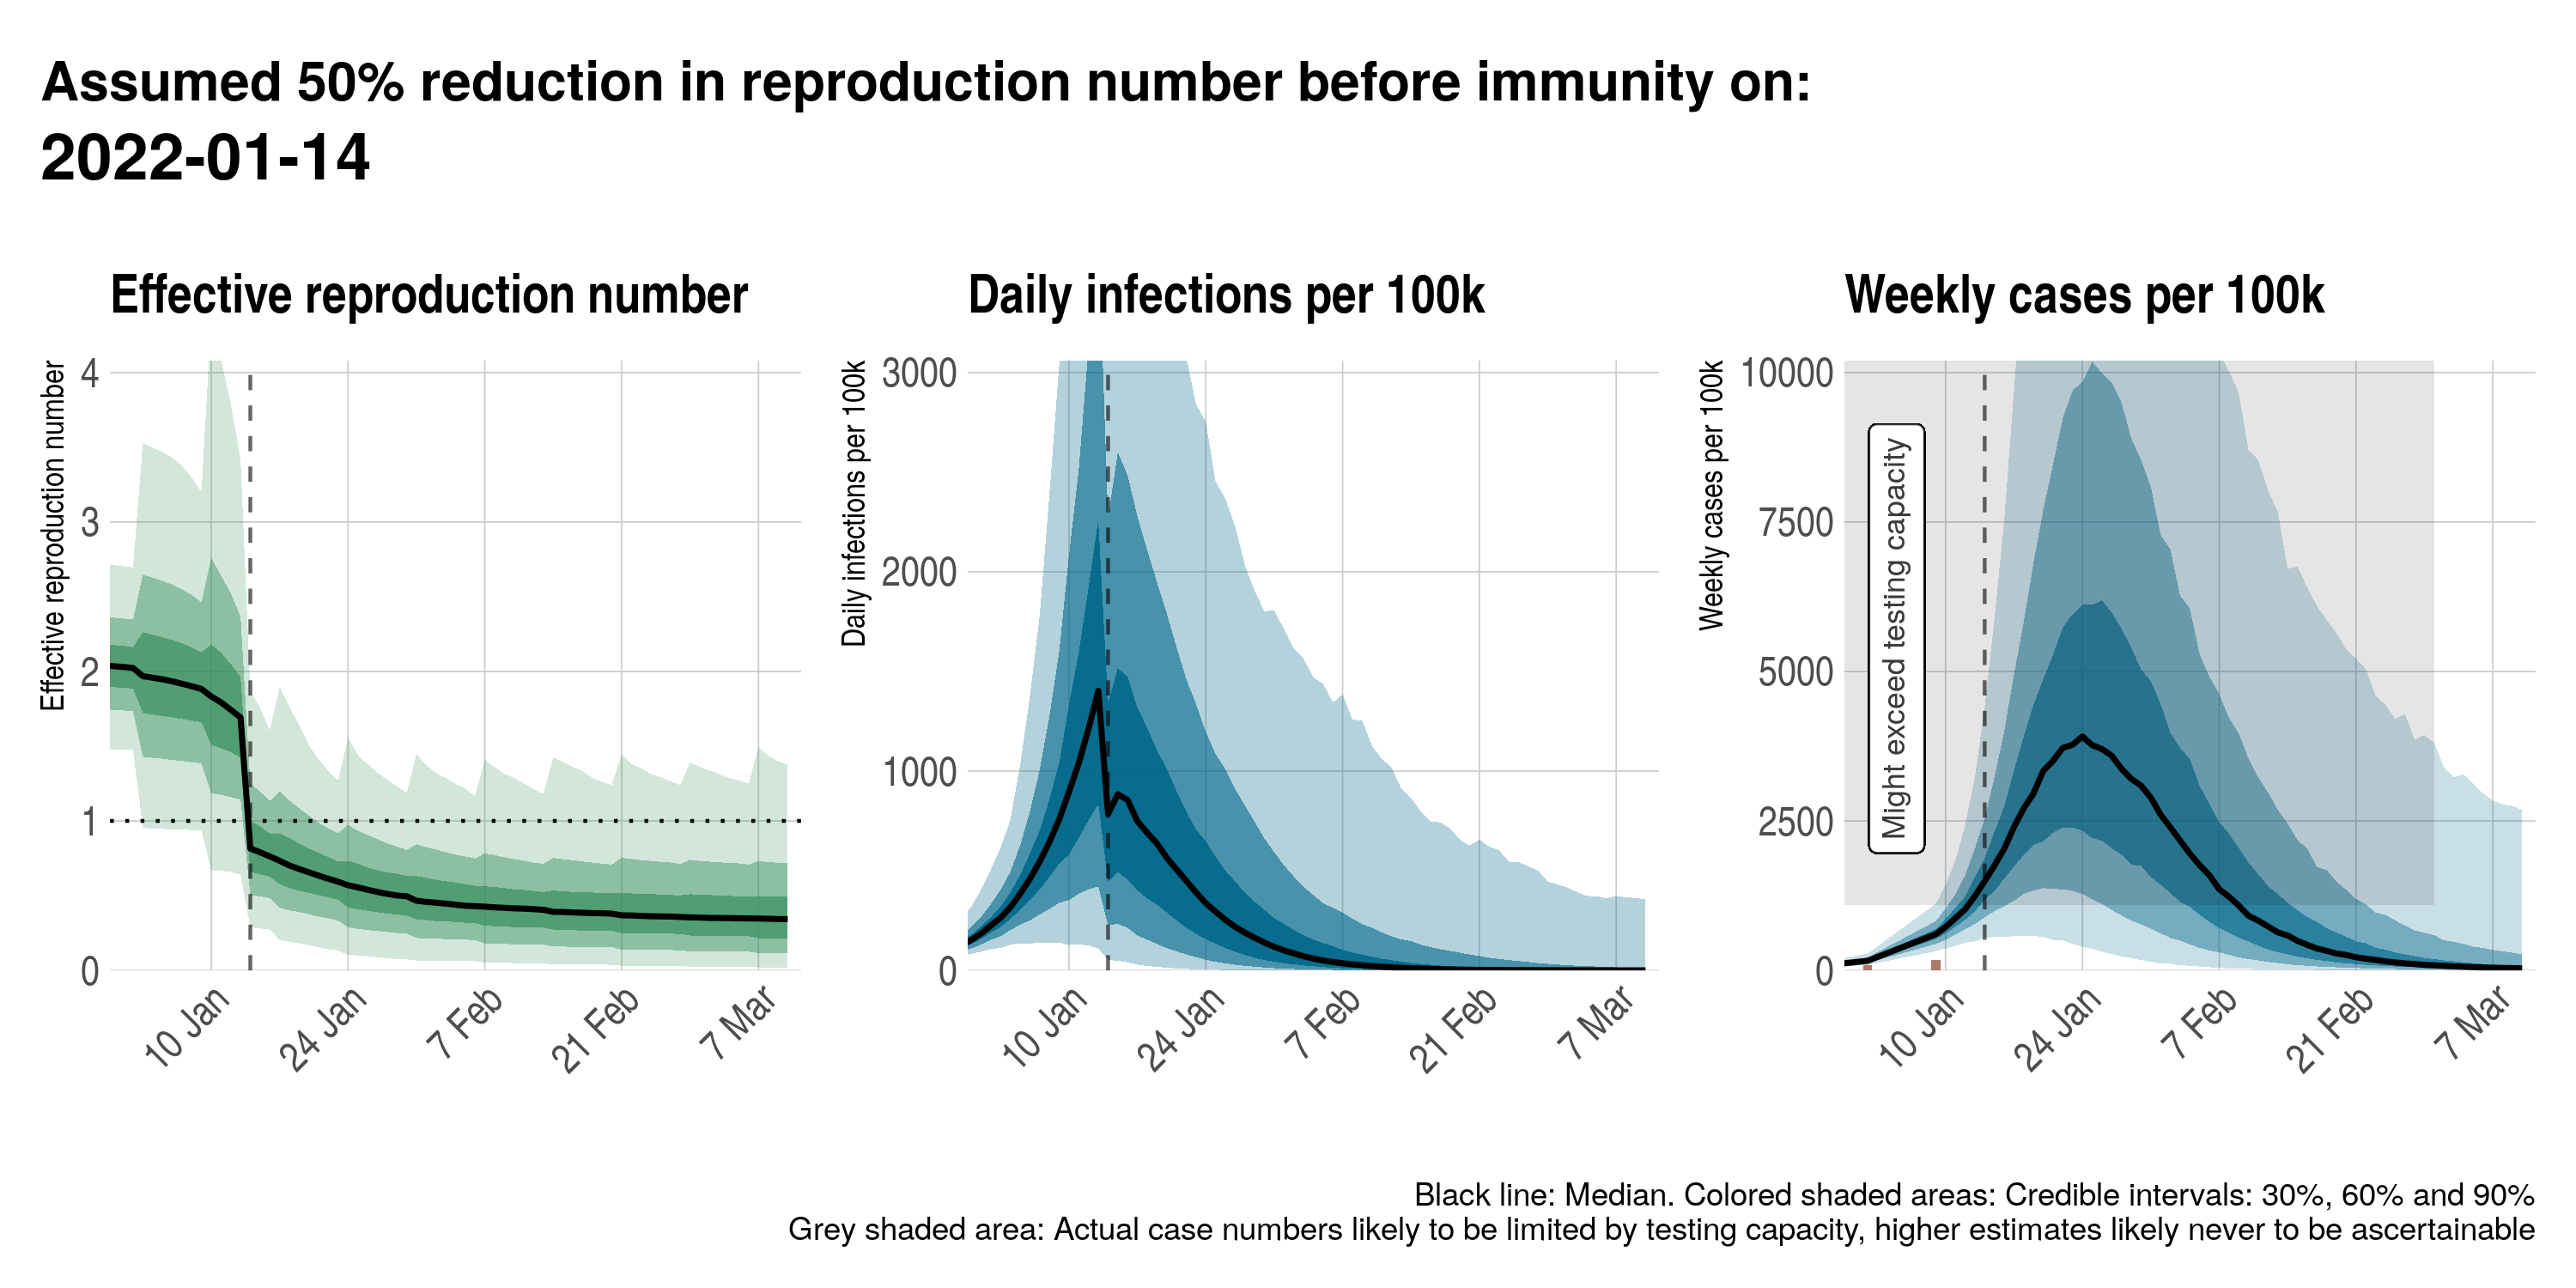 Assumed 50% reduction in reproduction number before immunity on:
2022-01-14
Effective reproduction number
Effective reproduction number
4
3
2
1
0
10 Jan
24 Jan
7 Feb
21 Feb
7 Mar
Daily infections per 100k
Daily infections per 100k
3000
2000
1000
0
10 Jan
24 Jan
7 Feb
21 Feb
7 Mar
Weekly cases per 100k
Weekly cases per 100k
10000
7500
5000
2500
0
Might exceed testing capacity
10 Jan
24 Jan
7 Feb
21 Feb
7 Mar
Black line: Median. Colored shaded areas: Credible intervals: 30%, 60% and 90%
Grey shaded area: Actual case numbers likely to be limited by testing capacity, higher estimates likely never to be ascertainable